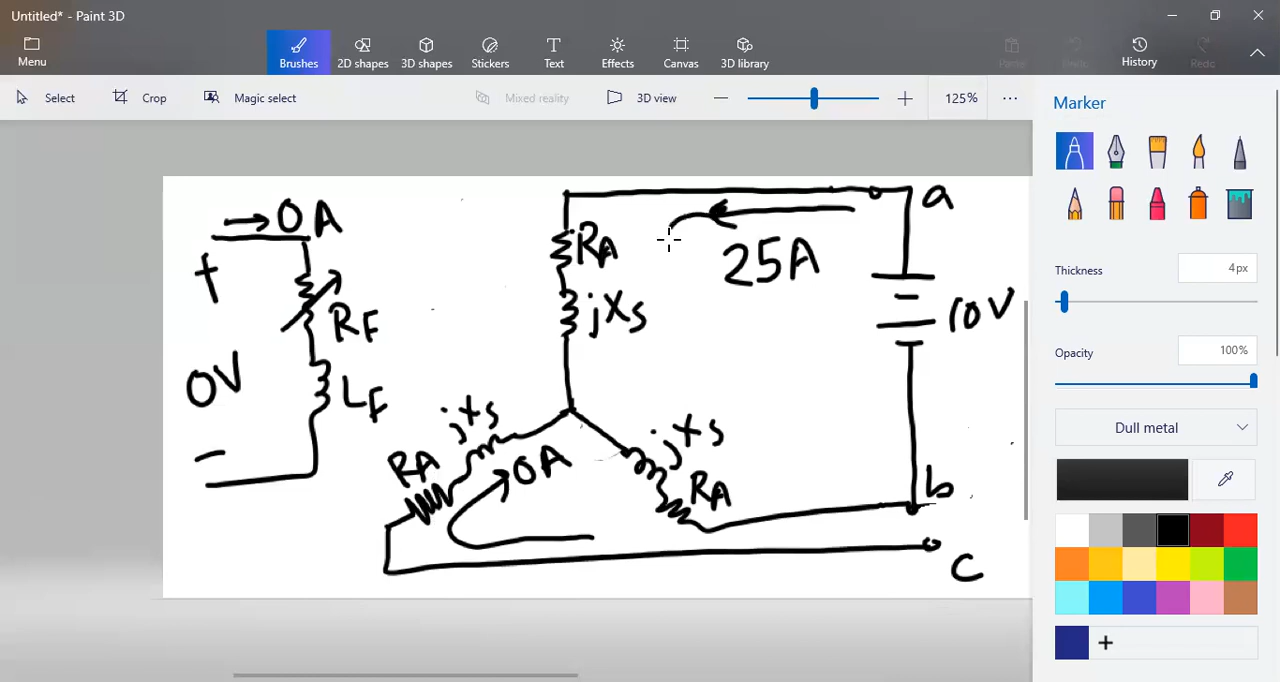 Untitled* - Paint 3D
Menu
Brushes
2D shapes
3D shapes
Stickers
Text
Effects
Canvas
3D library
Paste
Undo
History
Redo
Select
Crop
Magic select
Mixed reality
3D view
125%
Marker
Thickness
4px
Opacity
100%
Dull metal
0 A
+
RF
0V
LF
−
RA
jXs
25A
a
10V
jXs
RA
0A
jXs
RA
b
c